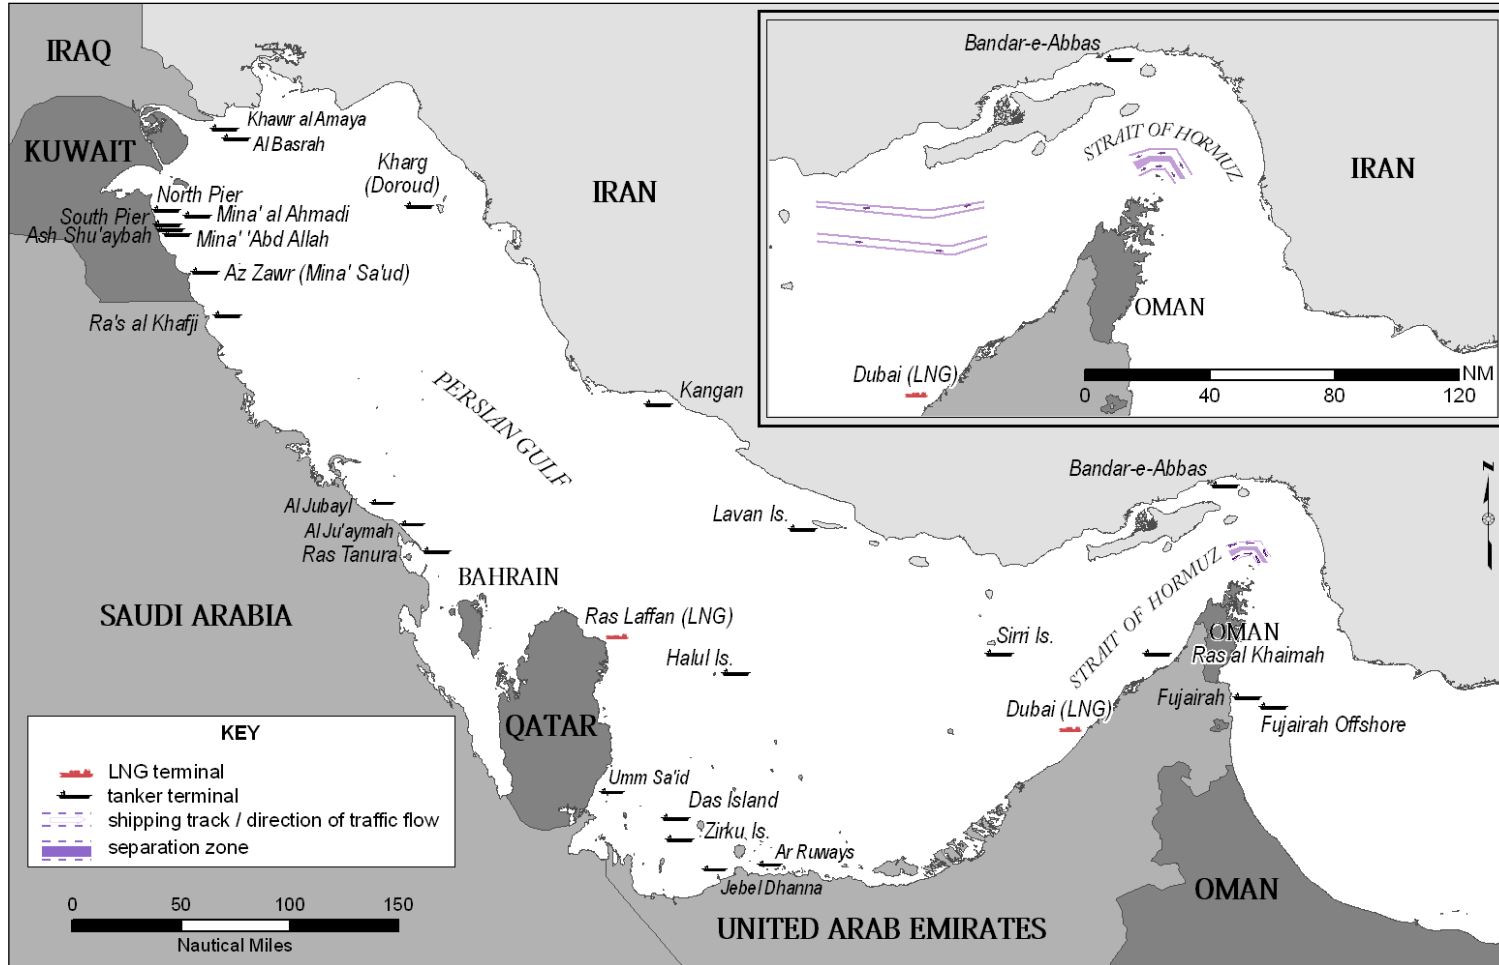 IRAQ
KUWAIT
Khawr al Amaya
Al Basrah
Kharg
(Doroud)
IRAN
North Pier
South Pier
Mina' al Ahmadi
Ash Shu'aybah
Mina' 'Abd Allah
Az Zawr (Mina' Sa'ud)
Ra's al Khafji
PERSIAN GULF
Kangan
Al Jubayl
Al Ju'aymah
Ras Tanura
Lavan Is.
Bandar-e-Abbas
BAHRAIN
SAUDI ARABIA
Ras Laffan (LNG)
Halul Is.
Sirri Is.
STRAIT OF HORMUZ
OMAN
Ras al Khaimah
Dubai (LNG)
Fujairah
Fujairah Offshore
QATAR
Umm Sa'id
Das Island
Zirku Is.
Ar Ruways
Jebel Dhanna
UNITED ARAB EMIRATES
OMAN
N
Bandar-e-Abbas
STRAIT OF HORMUZ
IRAN
OMAN
Dubai (LNG)
NM
0 40 80 120
KEY
LNG terminal
tanker terminal
shipping track / direction of traffic flow
separation zone
0 50 100 150
Nautical Miles